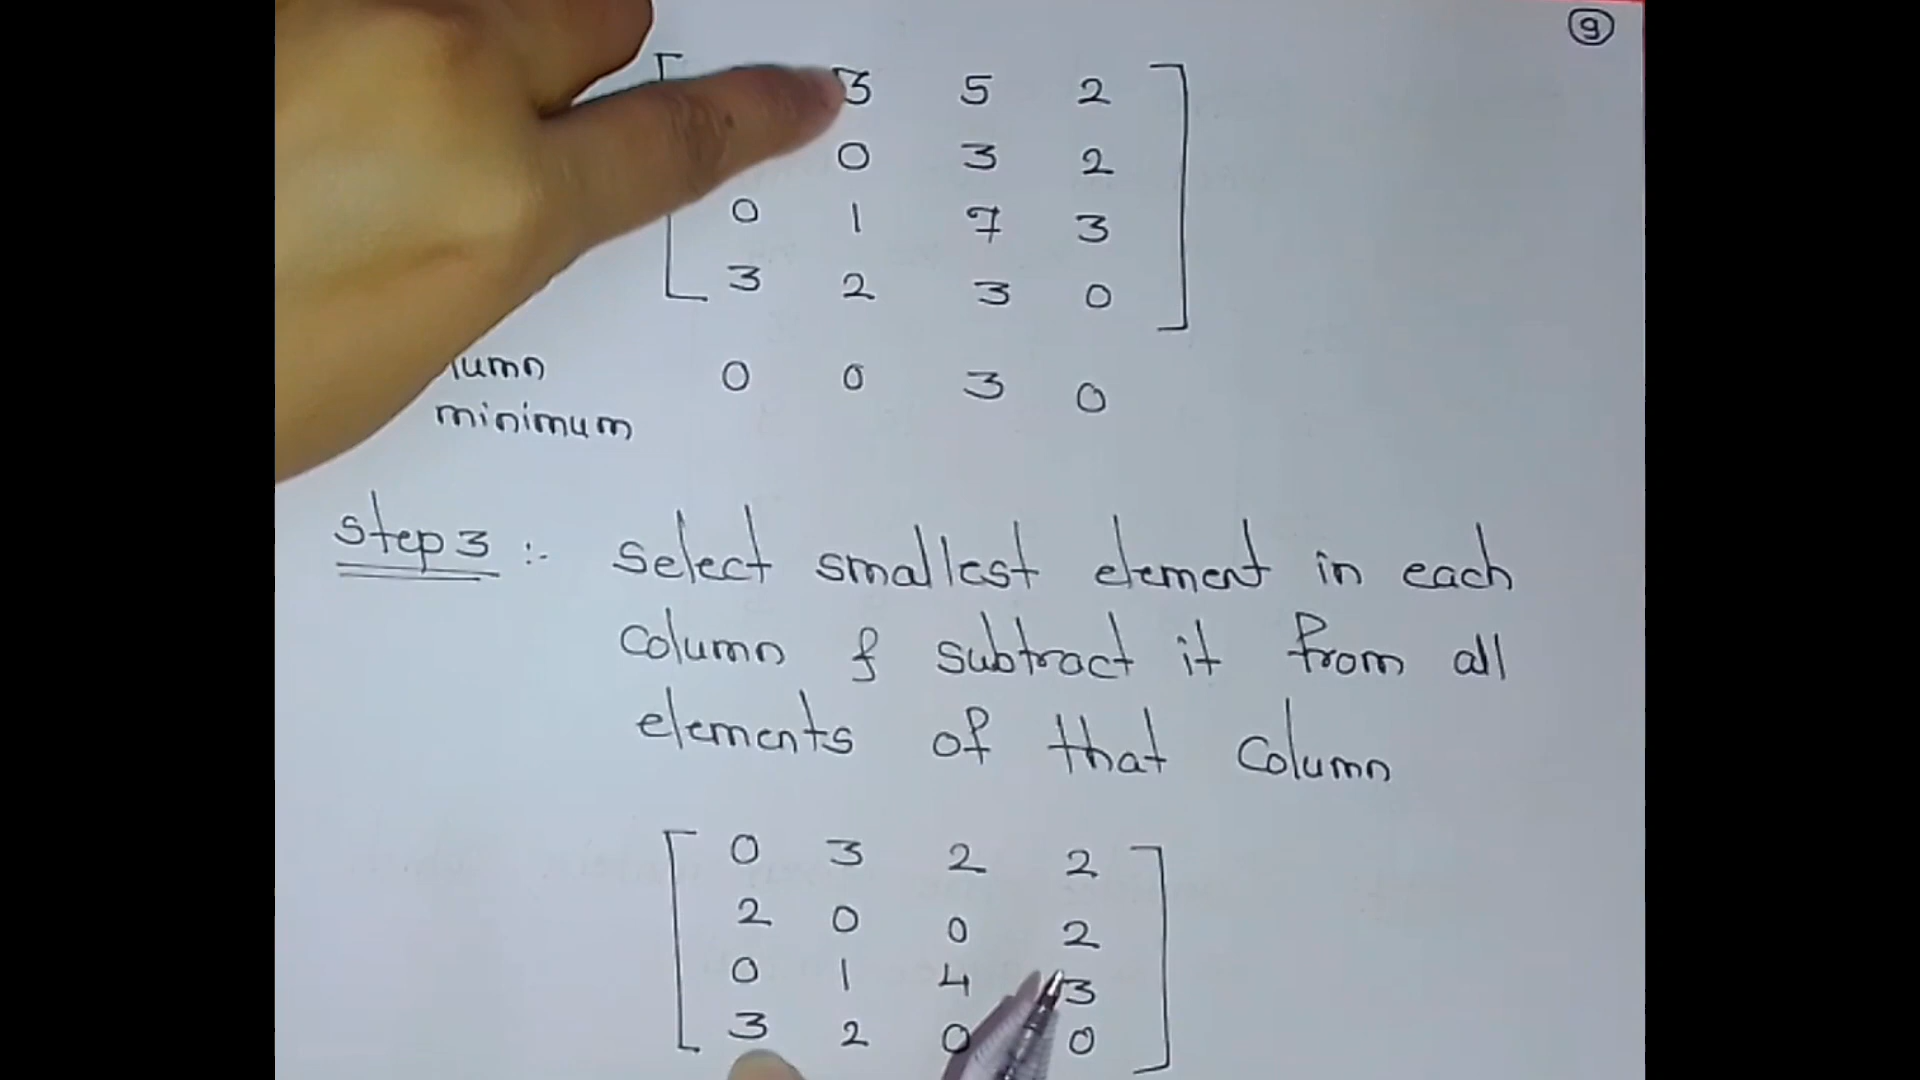 9
3 5 2
0 3 2
0 1 7 3
3 2 3 0
lumn 0 0 3 0
minimum
Step 3 :- Select smallest element in each
column & subtract it from all
elements of that column
0 3 2 2
2 0 0 2
0 1 4 3
3 2 0 0